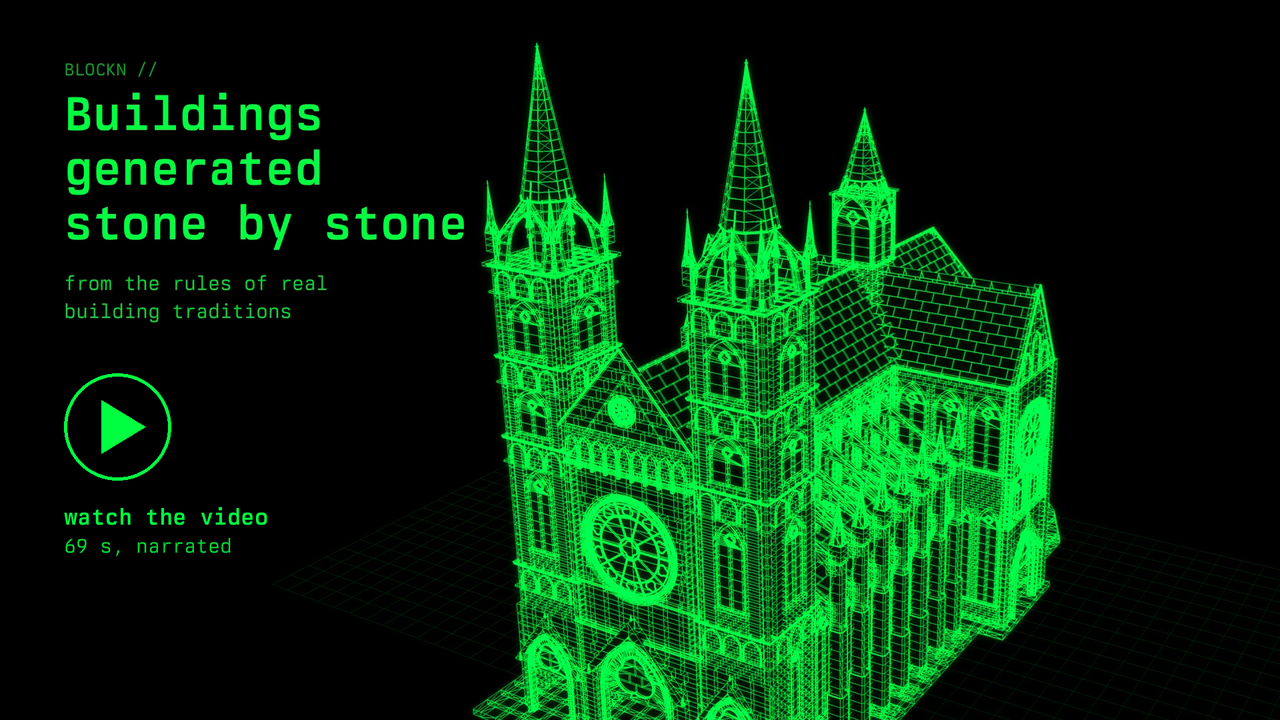 BLOCKN //
Buildings
generated
stone by stone
from the rules of real
building traditions
watch the video
69 s, narrated